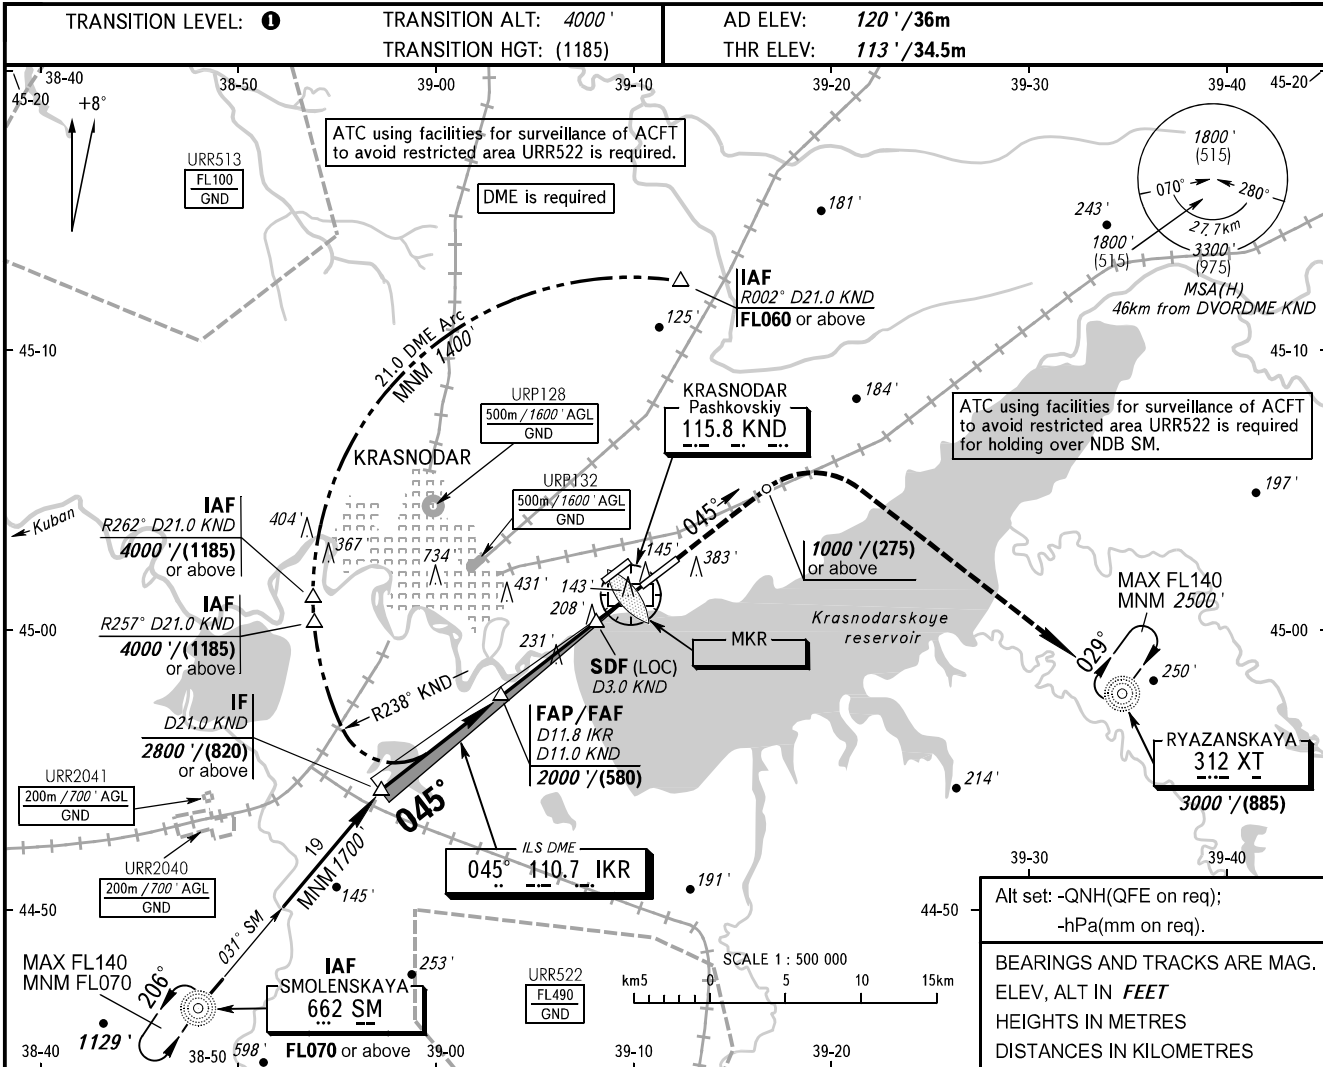 TRANSITION LEVEL: ❶
TRANSITION ALT: 4000 '
TRANSITION HGT: (1185)
AD ELEV: 120 '/36m
THR ELEV: 113 '/34.5m
38-40
38-50
39-00
39-10
39-20
39-30
39-40
45-20
45-20
+8°
ATC using facilities for surveillance of ACFT
to avoid restricted area URR522 is required.
URR513
FL100
GND
DME is required
1800 '
(515)
070°
280°
27.7km
1800 '
(515)
3300 '
(975)
MSA(H)
46km from DVORDME KND
181 '
243 '
IAF
R002° D21.0 KND
FL060 or above
125 '
21.0 DME Arc
MNM 1400'
45-10
45-10
KRASNODAR
Pashkovskiy
115.8 KND
184 '
ATC using facilities for surveillance of ACFT
to avoid restricted area URR522 is required
for holding over NDB SM.
URP128
500m/1600 'AGL
GND
KRASNODAR
URP132
500m/1600 'AGL
GND
197 '
Kuban
IAF
R262° D21.0 KND
4000 '/(1185)
or above
404 '
367 '
734
431 '
045°
145 '
383 '
143 '
208 '
1000 '/(275)
or above
MAX FL140
MNM 2500'
IAF
R257° D21.0 KND
4000 '/(1185)
or above
45-00
45-00
Krasnodarskoye
reservoir
MKR
231 '
SDF (LOC)
D3.0 KND
029°
250 '
R238° KND
IF
D21.0 KND
2800 '/(820)
or above
FAP/FAF
D11.8 IKR
D11.0 KND
2000 '/(580)
RYAZANSKAYA
312 XT
3000 '/(885)
URR2041
200m/700 'AGL
GND
214 '
045°
19
MNM 1700'
ILS DME
045° 110.7 IKR
URR2040
200m/700 'AGL
GND
145 '
191 '
39-30
39-40
44-50
44-50
031° SM
Alt set: -QNH(QFE on req);
-hPa(mm on req).
MAX FL140
MNM FL070
206°
IAF
SMOLENSKAYA
662 SM
FL070 or above
253 '
URR522
FL490
GND
SCALE 1 : 500 000
km5
0
5
10
15km
BEARINGS AND TRACKS ARE MAG.
ELEV, ALT IN FEET
HEIGHTS IN METRES
DISTANCES IN KILOMETRES
1129 '
598 '
38-40
38-50
39-00
39-10
39-20